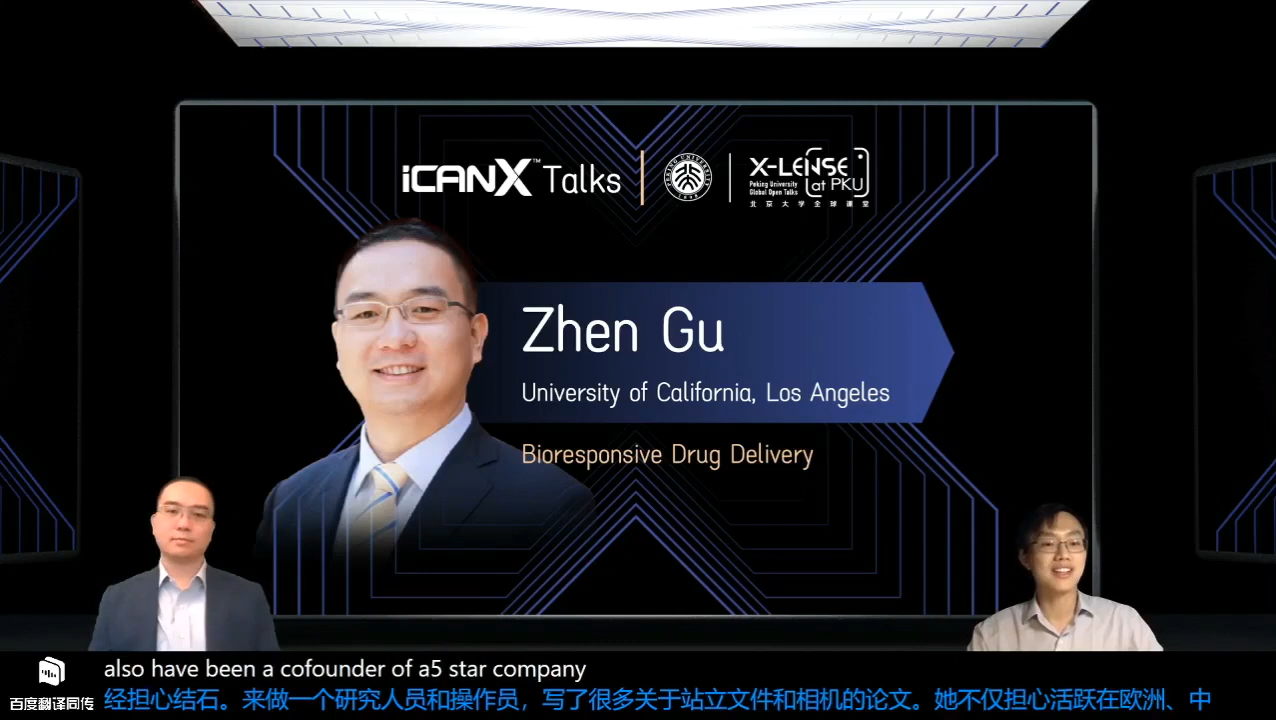 iCANX™ Talks
PEKING UNIVERSITY
1898
X-LENSE
Peking University
Global Open Talks
at PKU
北京大学全球课堂
Zhen Gu
University of California, Los Angeles
Bioresponsive Drug Delivery
also have been a cofounder of a5 star company
百度翻译同传
经担心结石。来做一个研究人员和操作员，写了很多关于站立文件和相机的论文。她不仅担心活跃在欧洲、中